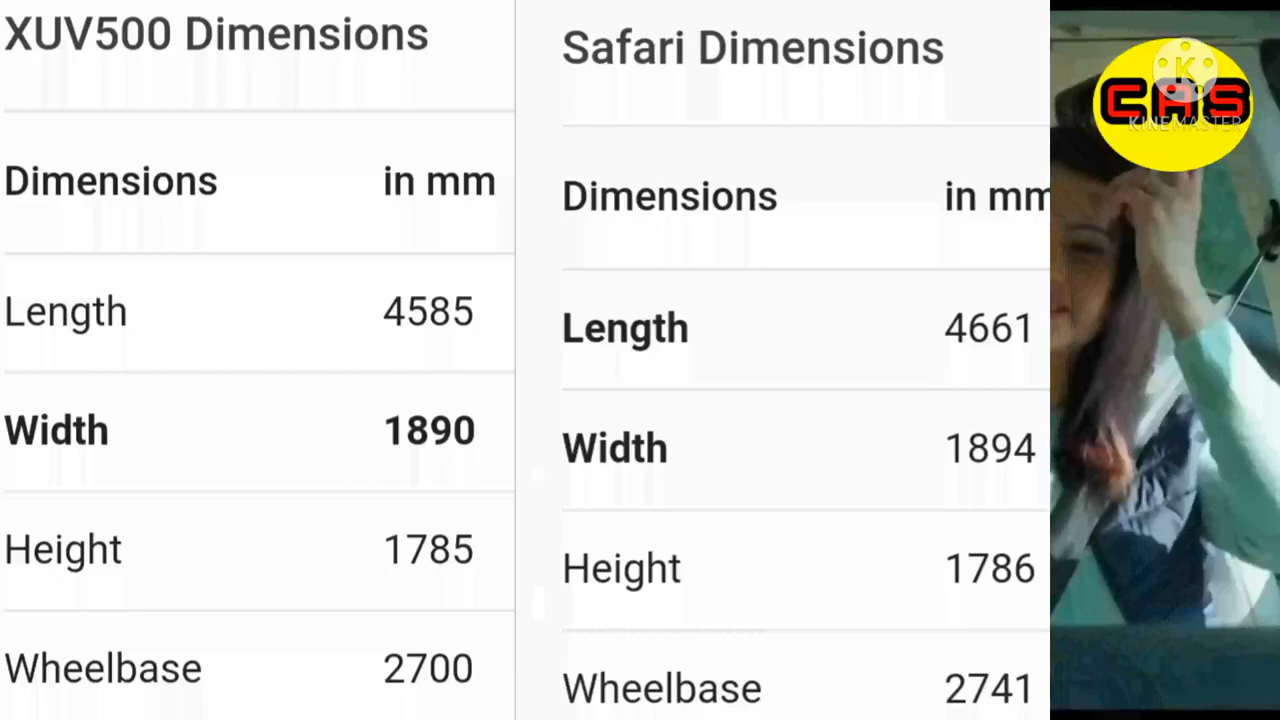 XUV500 Dimensions
Dimensions in mm
Length 4585
Width 1890
Height 1785
Wheelbase 2700
Safari Dimensions
Dimensions in mm
Length 4661
Width 1894
Height 1786
Wheelbase 2741
K
CAS
KINEMASTER